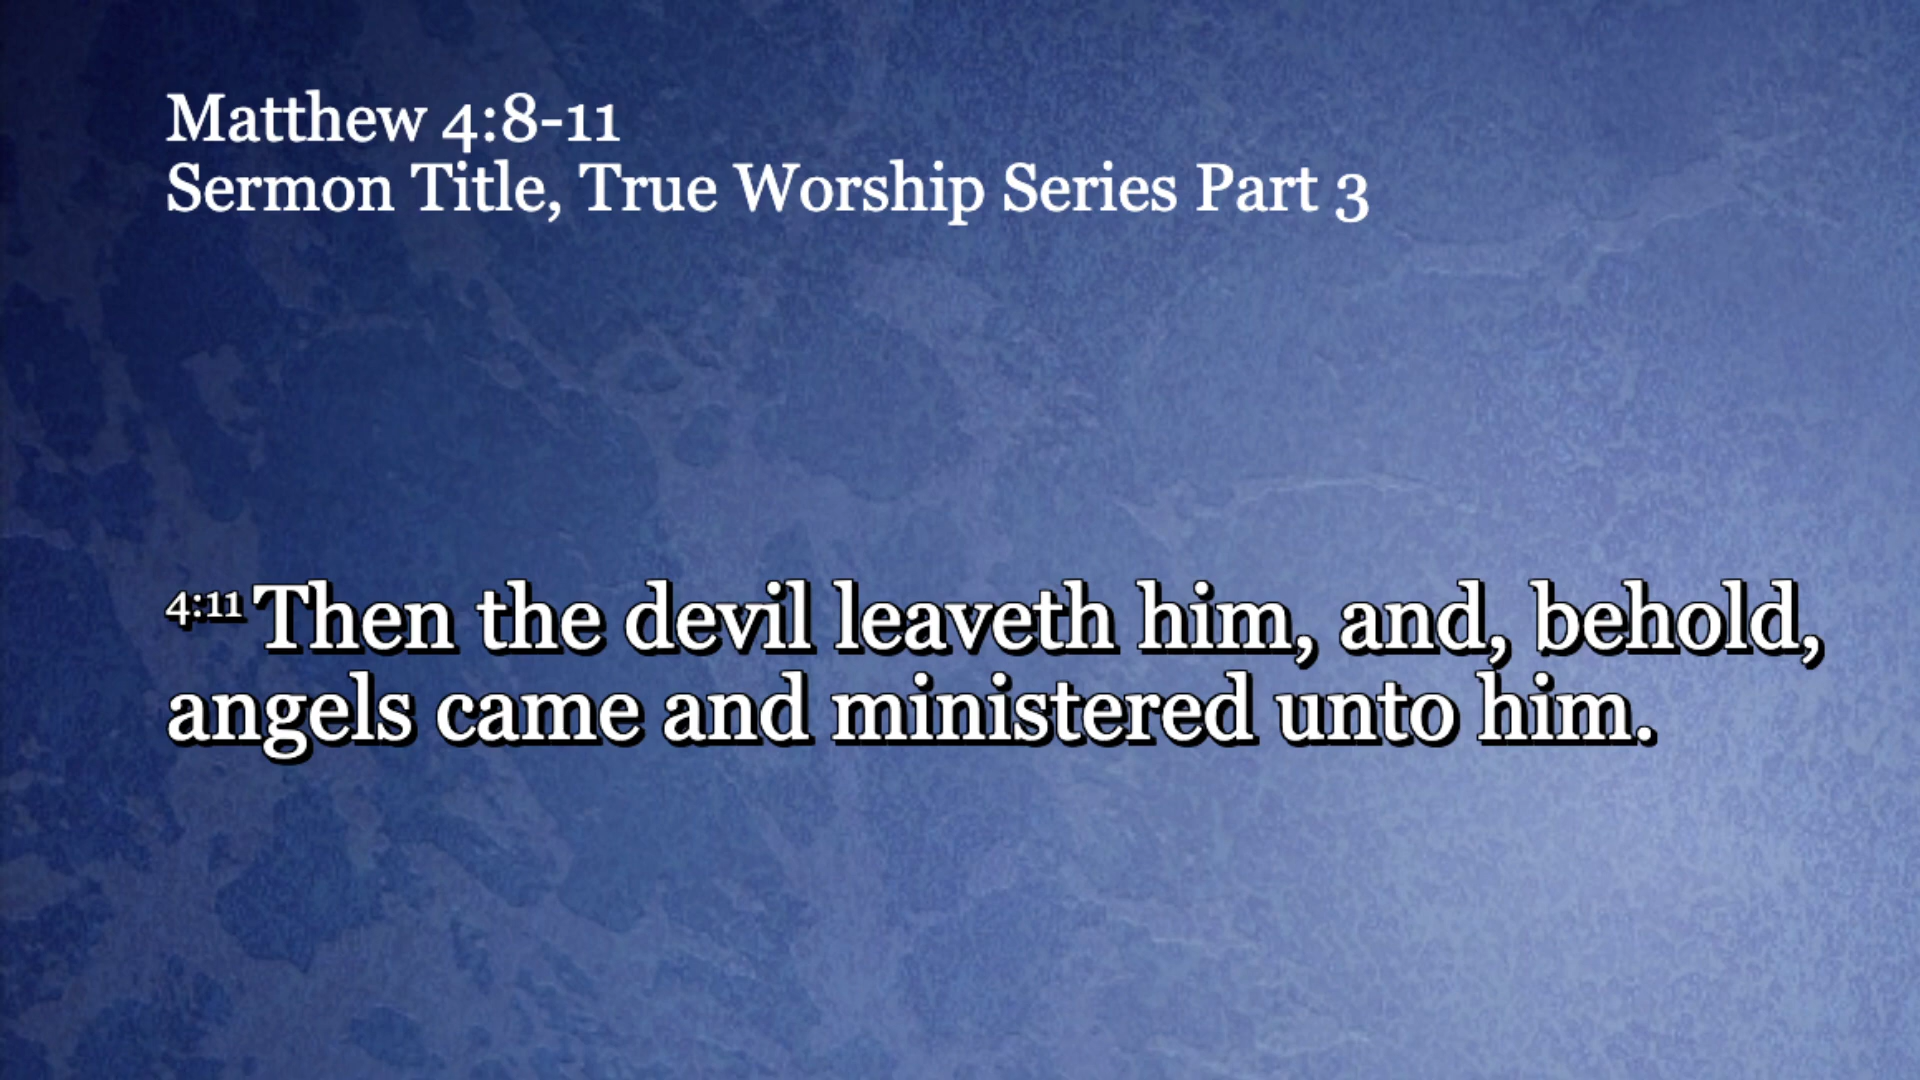 Matthew 4:8-11
Sermon Title, True Worship Series Part 3
4:11 Then the devil leaveth him, and, behold,
angels came and ministered unto him.